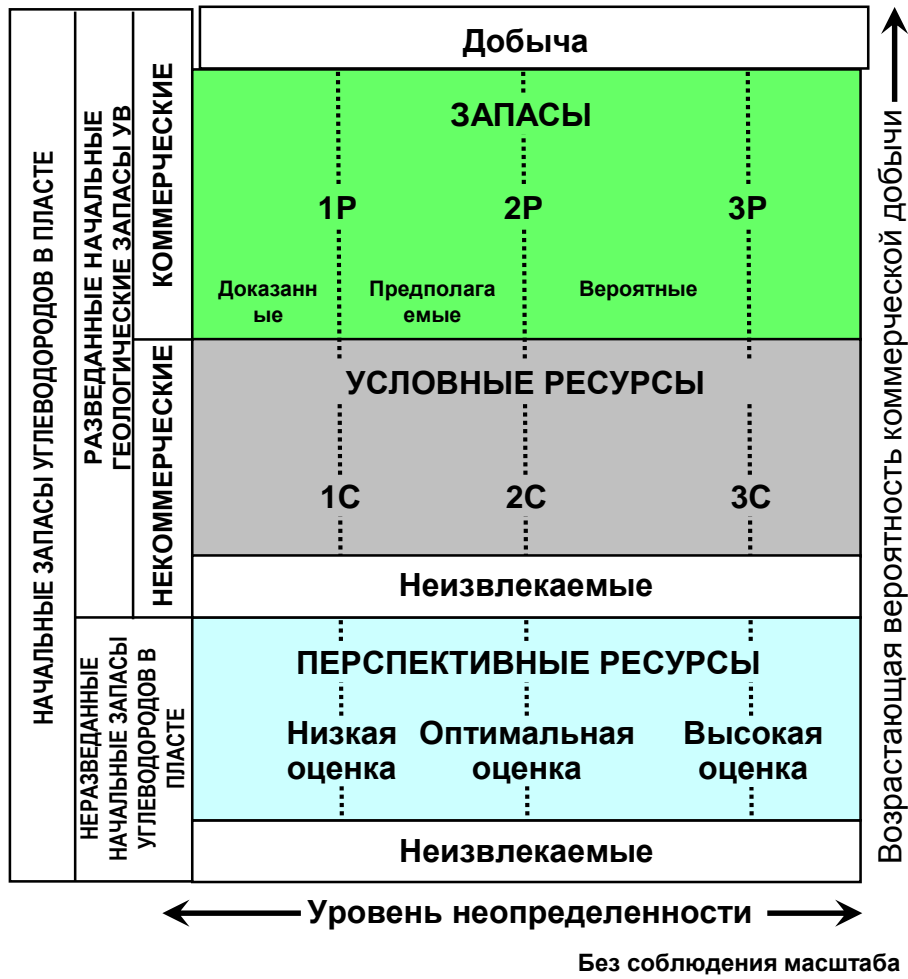 НАЧАЛЬНЫЕ ЗАПАСЫ УГЛЕВОДОРОДОВ В ПЛАСТЕ
РАЗВЕДАННЫЕ НАЧАЛЬНЫЕ
ГЕОЛОГИЧЕСКИЕ ЗАПАСЫ УВ
КОММЕРЧЕСКИЕ
Добыча
ЗАПАСЫ
1P 2P 3P
Доказанн
ые
Предполаг
аемые
Вероятные
НЕКОММЕРЧЕСКИЕ
УСЛОВНЫЕ РЕСУРСЫ
1C 2C 3C
Неизвлекаемые
НЕРАЗВЕДАННЫЕ
НАЧАЛЬНЫЕ ЗАПАСЫ
УГЛЕВОДОРОДОВ В
ПЛАСТЕ
ПЕРСПЕКТИВНЫЕ РЕСУРСЫ
Низкая
оценка
Оптимальная
оценка
Высокая
оценка
Неизвлекаемые
Возрастающая вероятность коммерческой добычи
Уровень неопределенности
Без соблюдения масштаба